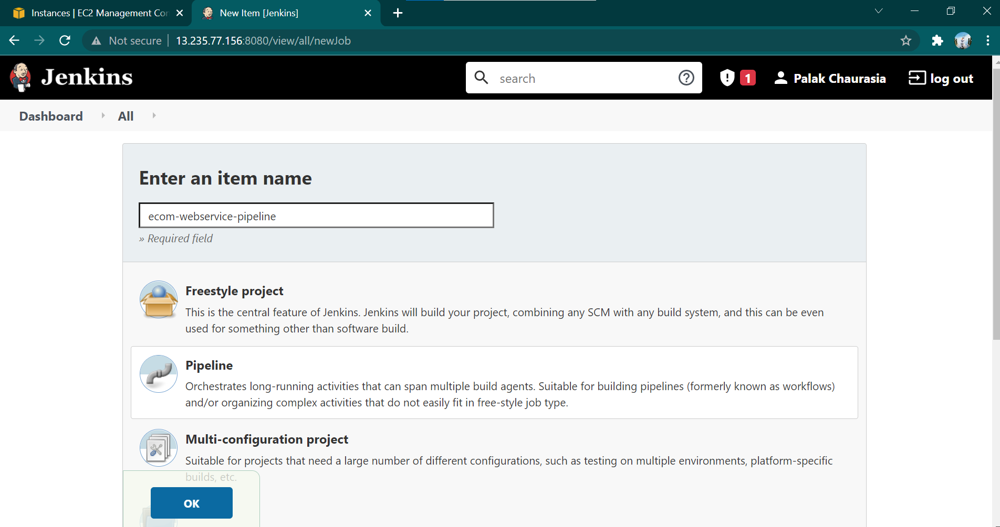 Instances | EC2 Management Con
New Item [Jenkins]
Not secure
13.235.77.156:8080/view/all/newJob
Jenkins
search
1
Palak Chaurasia
log out
Dashboard
All
Enter an item name
ecom-webservice-pipeline
» Required field
Freestyle project
This is the central feature of Jenkins. Jenkins will build your project, combining any SCM with any build system, and this can be even
used for something other than software build.
Pipeline
Orchestrates long-running activities that can span multiple build agents. Suitable for building pipelines (formerly known as workflows)
and/or organizing complex activities that do not easily fit in free-style job type.
Multi-configuration project
Suitable for projects that need a large number of different configurations, such as testing on multiple environments, platform-specific
builds, etc.
OK